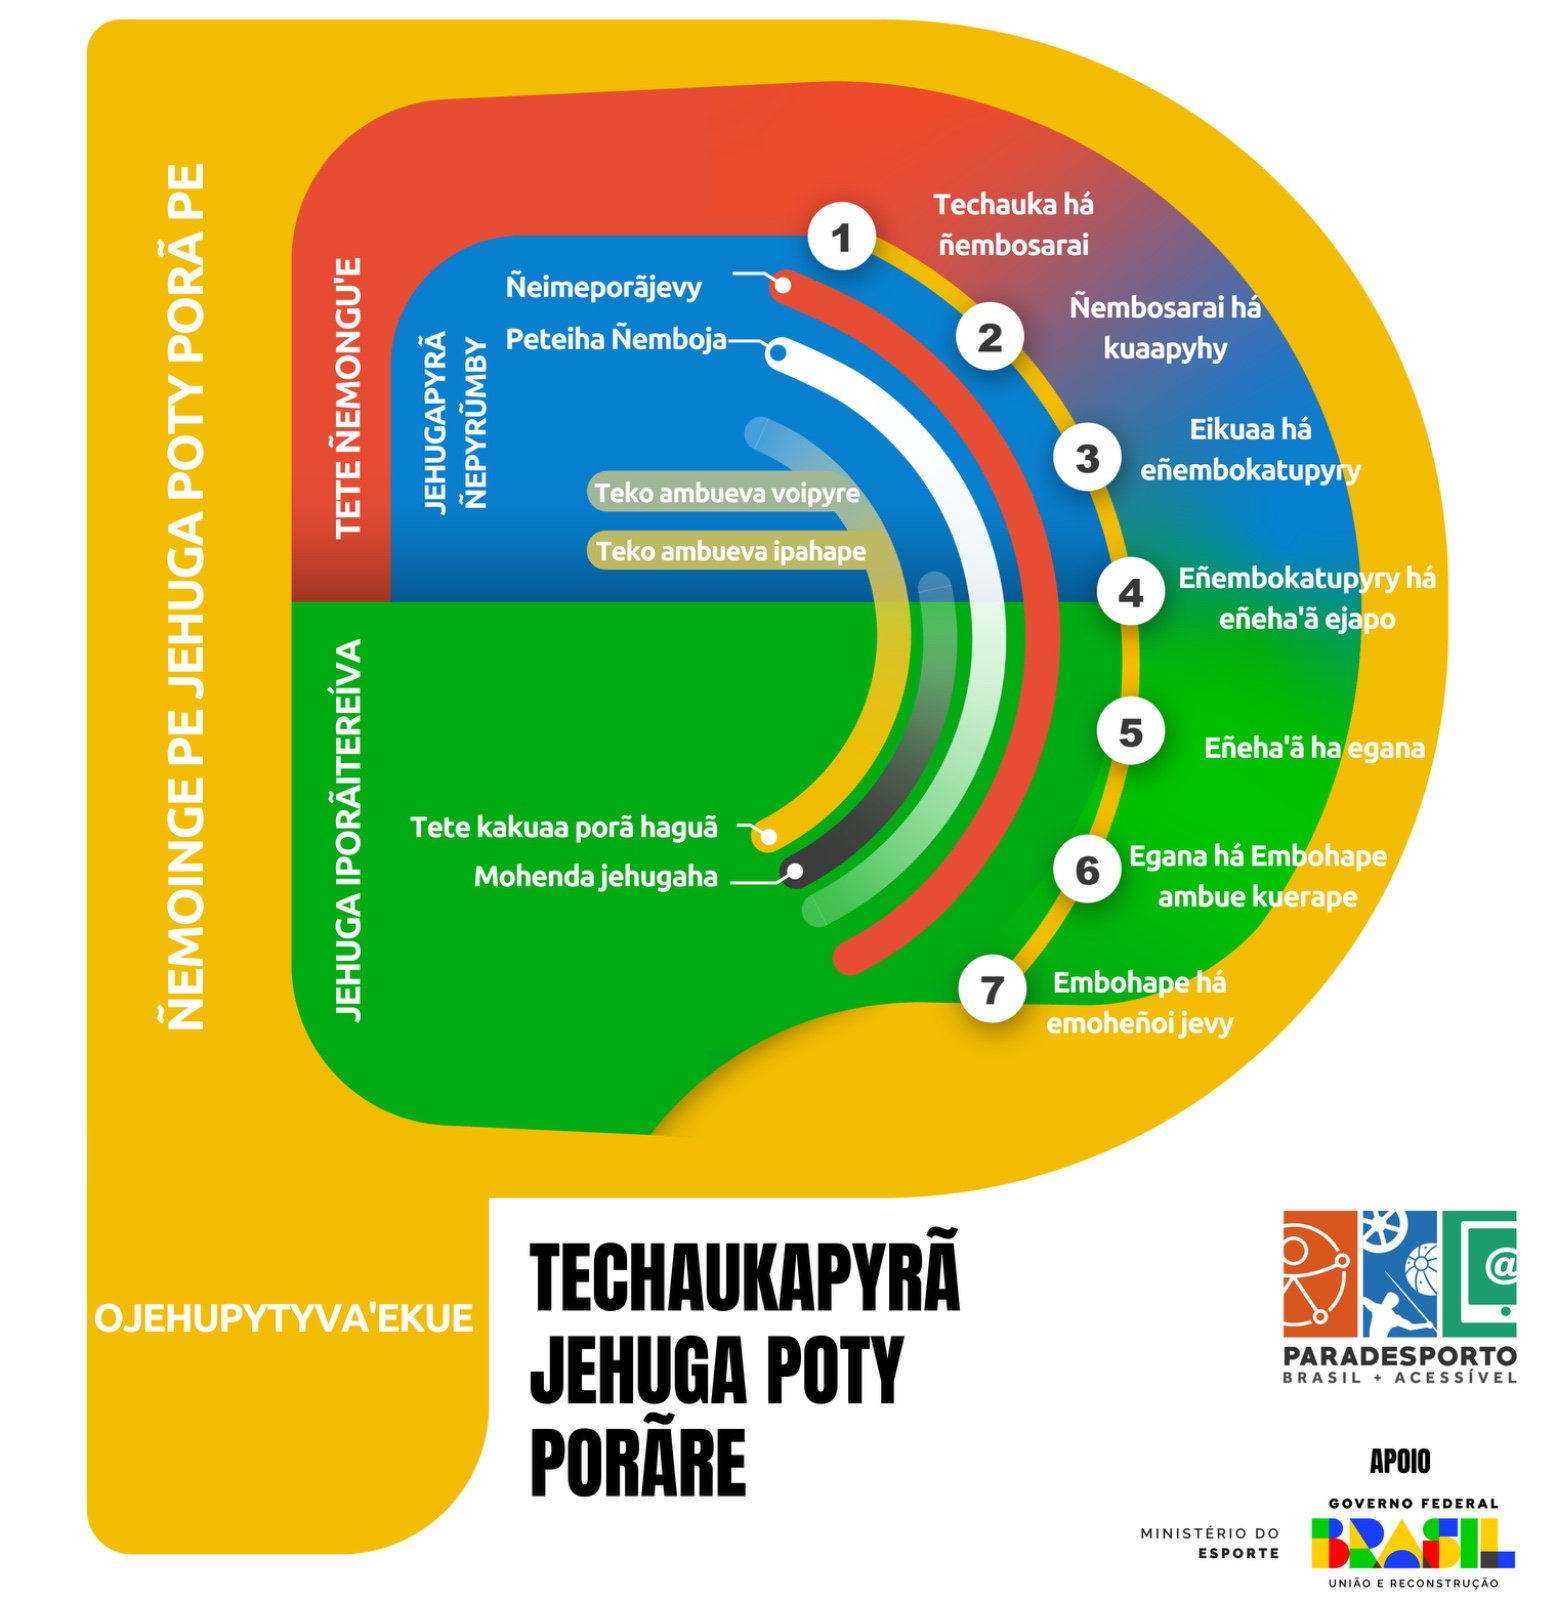 ÑEMOINGE PE JEHUGA POTY PORÃ PE
TETE ÑEMONGU'E
JEHUGAPYRÃ
ÑEPYRŨMBY
JEHUGA IPORÃITEREÍVA
Ñeimeporãjevy
Peteiha Ñemboja
Teko ambueva voipyre
Teko ambueva ipahape
Tete kakuaa porã haguã
Mohenda jehugaha
1
Techauka há
ñembosarai
2
Ñembosarai há
kuaapyhy
3
Eikuaa há
eñembokatupyry
4
Eñembokatupyry há
eñeha'ã ejapo
5
Eñeha'ã ha egana
6
Egana há Embohape
ambue kuerape
7
Embohape há
emoheñoi jevy
OJEHUPYTYVA'EKUE
TECHAUKAPYRÃ
JEHUGA POTY
PORÃRE
@
PARADESPORTO
BRASIL + ACESSÍVEL
APOIO
MINISTÉRIO DO
ESPORTE
GOVERNO FEDERAL
BRASIL
UNIÃO E RECONSTRUÇÃO